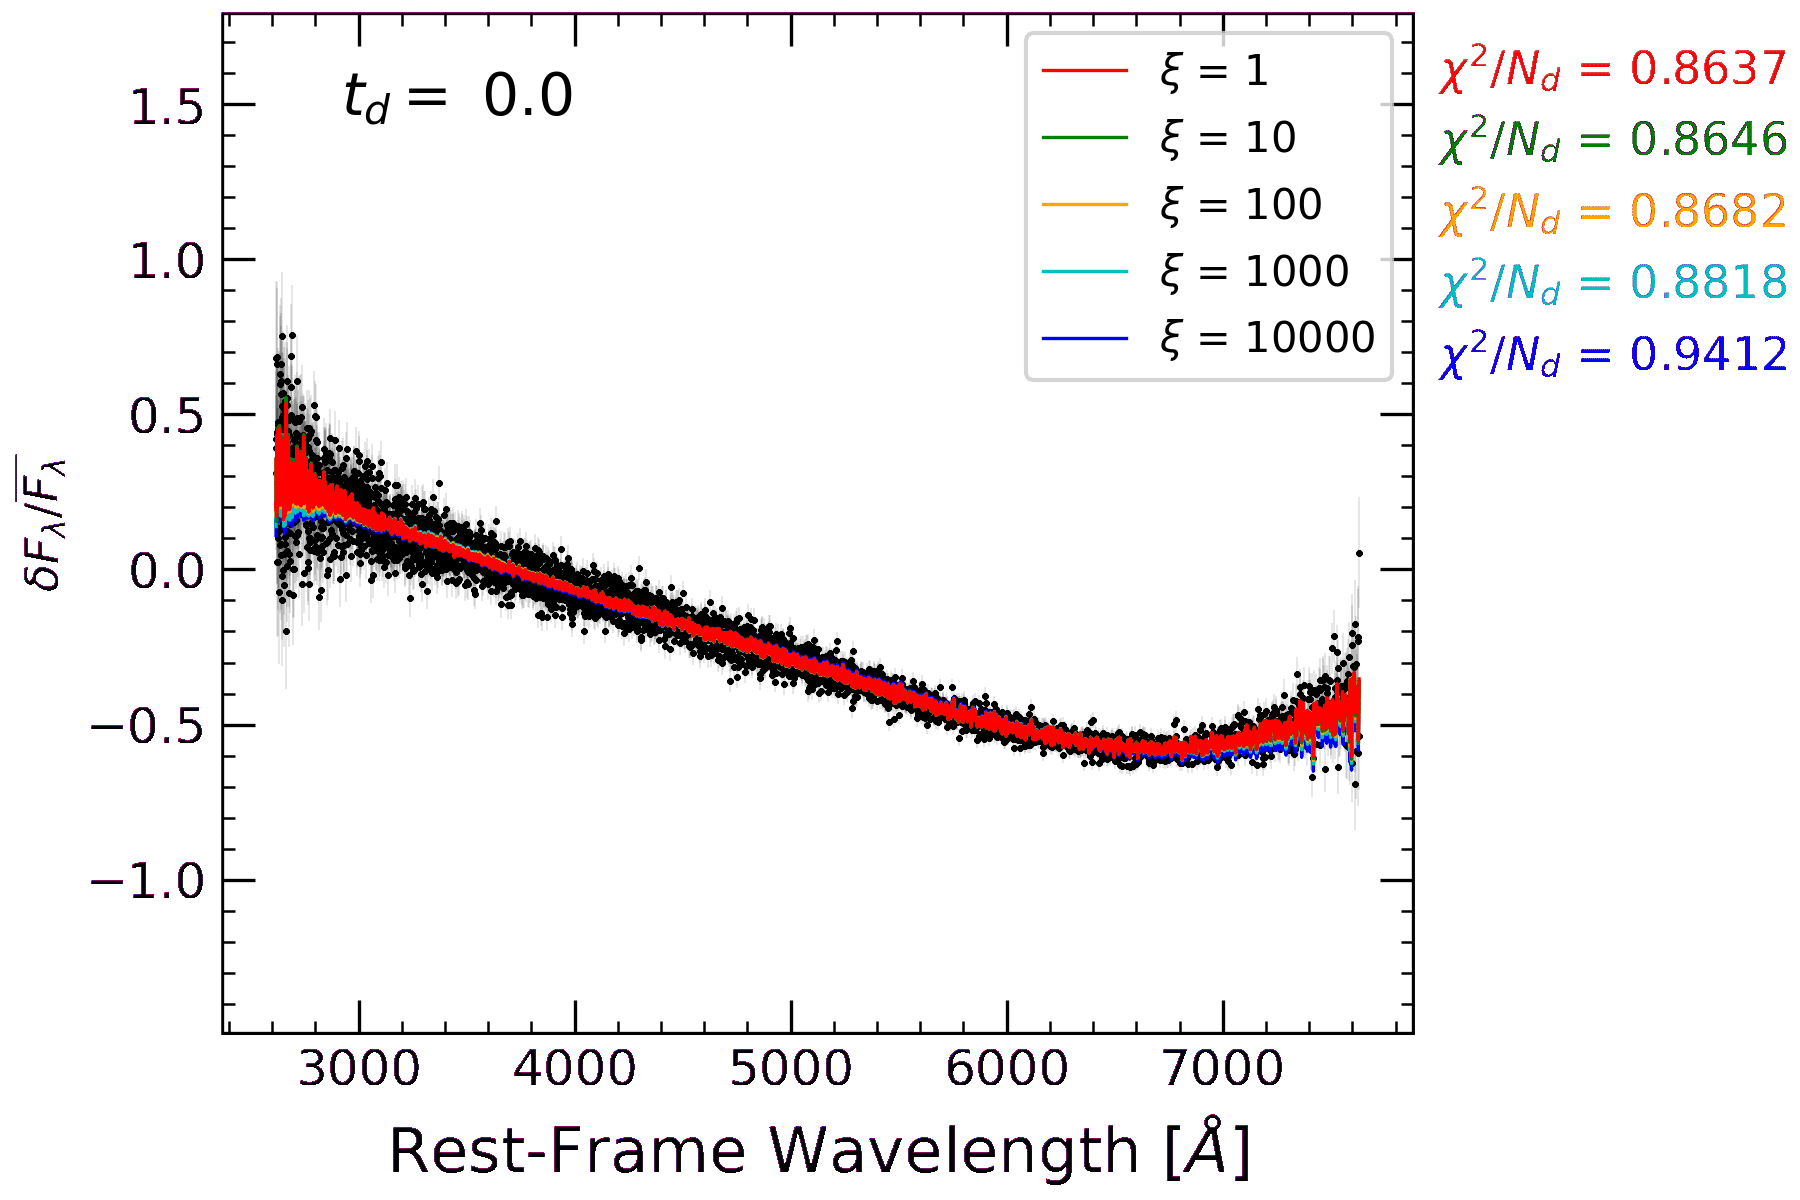 t_d = 0.0
ξ = 1
ξ = 10
ξ = 100
ξ = 1000
ξ = 10000
χ²/N_d = 0.8637
χ²/N_d = 0.8646
χ²/N_d = 0.8682
χ²/N_d = 0.8818
χ²/N_d = 0.9412
1.5
1.0
0.5
0.0
−0.5
−1.0
δF_λ/F̅_λ
3000 4000 5000 6000 7000
Rest-Frame Wavelength [Å]